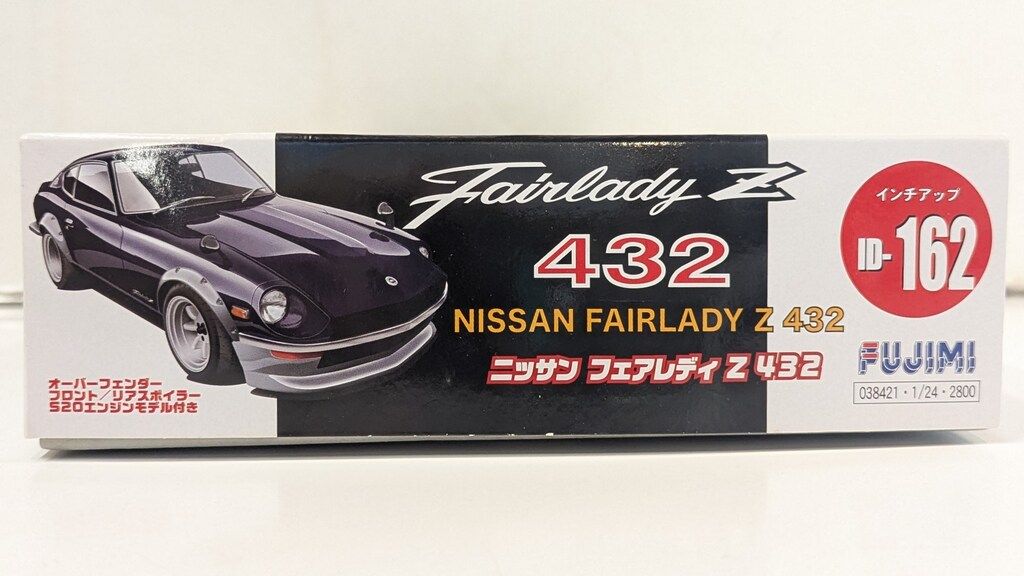 Fairlady Z
432
NISSAN FAIRLADY Z 432
ニッサン フェアレディ Z 432
オーバーフェンダー
フロント/リアスポイラー
S20エンジンモデル付き
インチアップ
ID-162
FUJIMI
038421・1/24・2800